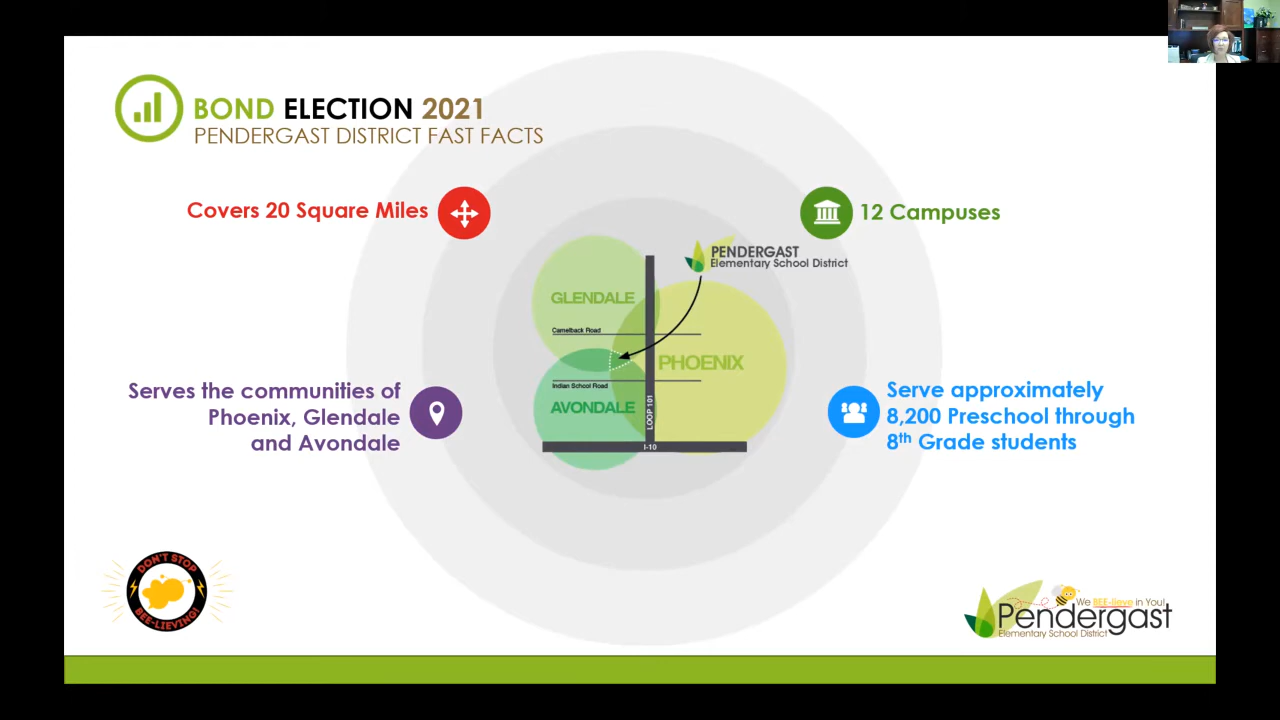 BOND ELECTION 2021
PENDERGAST DISTRICT FAST FACTS
Covers 20 Square Miles
12 Campuses
PENDERGAST
Elementary School District
GLENDALE
Camelback Road
PHOENIX
Indian School Road
AVONDALE
LOOP 101
I-10
Serves the communities of
Phoenix, Glendale
and Avondale
Serve approximately
8,200 Preschool through
8th Grade students
DON'T STOP
BEE-LIEVING!
We BEE-lieve in You!
Pendergast
Elementary School District